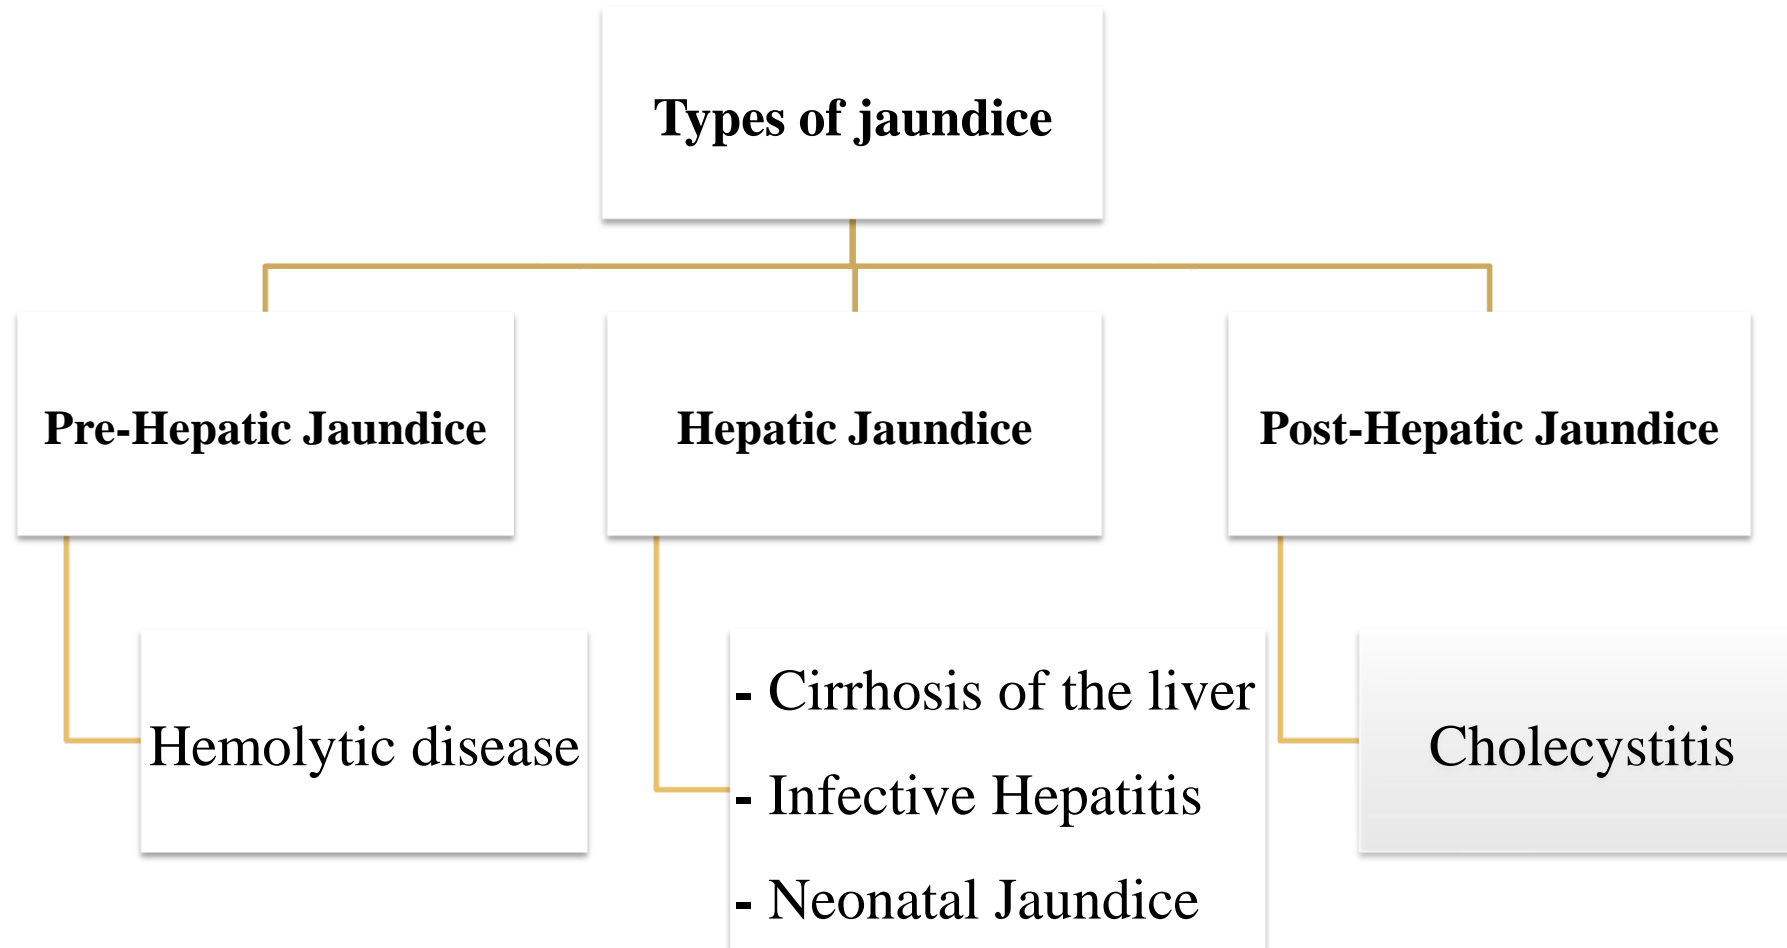 Types of jaundice
Pre-Hepatic Jaundice
Hepatic Jaundice
Post-Hepatic Jaundice
Hemolytic disease
- Cirrhosis of the liver
- Infective Hepatitis
- Neonatal Jaundice
Cholecystitis